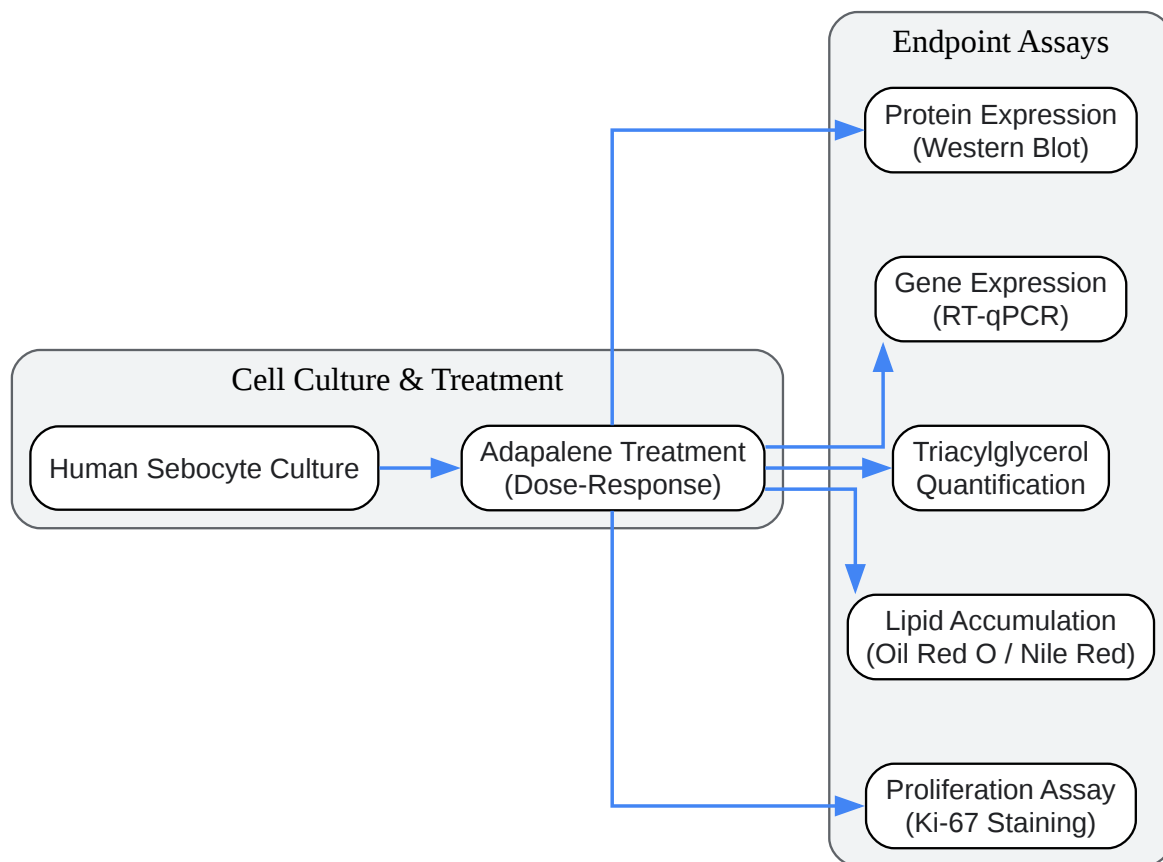 Cell Culture & Treatment
Human Sebocyte Culture
Adapalene Treatment
(Dose-Response)
Endpoint Assays
Protein Expression
(Western Blot)
Gene Expression
(RT-qPCR)
Triacylglycerol
Quantification
Lipid Accumulation
(Oil Red O / Nile Red)
Proliferation Assay
(Ki-67 Staining)